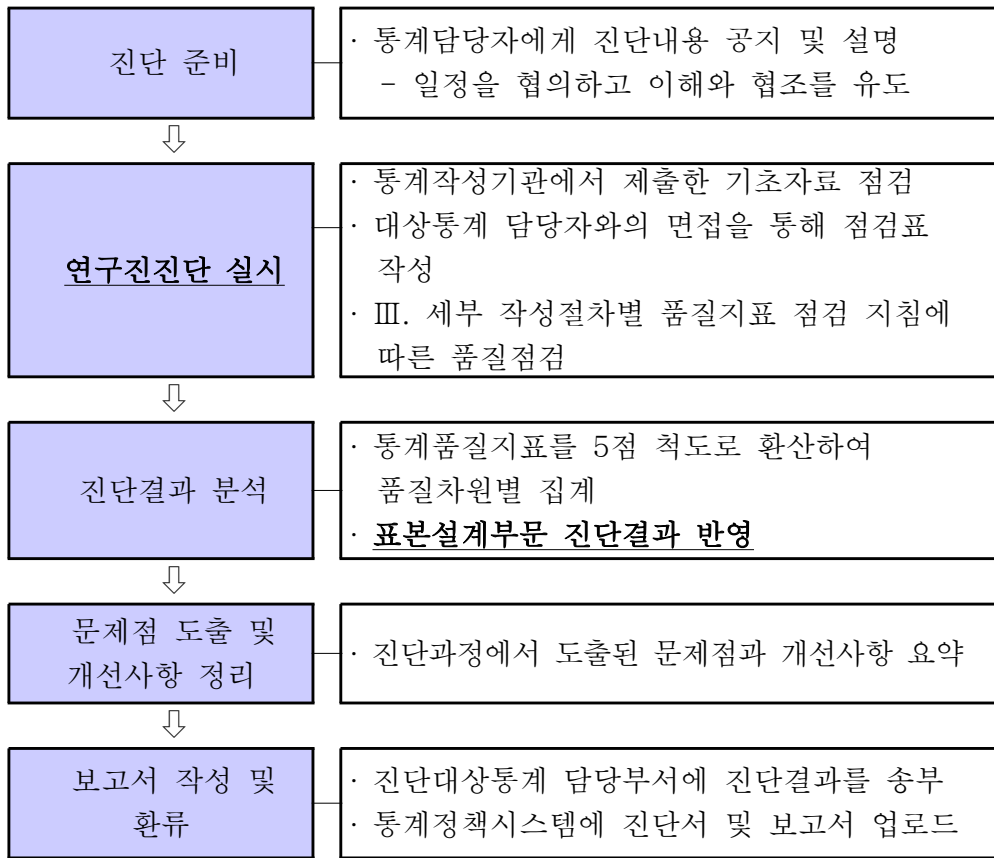 진단 준비
· 통계담당자에게 진단내용 공지 및 설명
- 일정을 협의하고 이해와 협조를 유도
연구진진단 실시
· 통계작성기관에서 제출한 기초자료 점검
· 대상통계 담당자와의 면접을 통해 점검표
작성
· Ⅲ. 세부 작성절차별 품질지표 점검 지침에
따른 품질점검
진단결과 분석
· 통계품질지표를 5점 척도로 환산하여
품질차원별 집계
· 표본설계부문 진단결과 반영
문제점 도출 및
개선사항 정리
· 진단과정에서 도출된 문제점과 개선사항 요약
보고서 작성 및
환류
· 진단대상통계 담당부서에 진단결과를 송부
· 통계정책시스템에 진단서 및 보고서 업로드